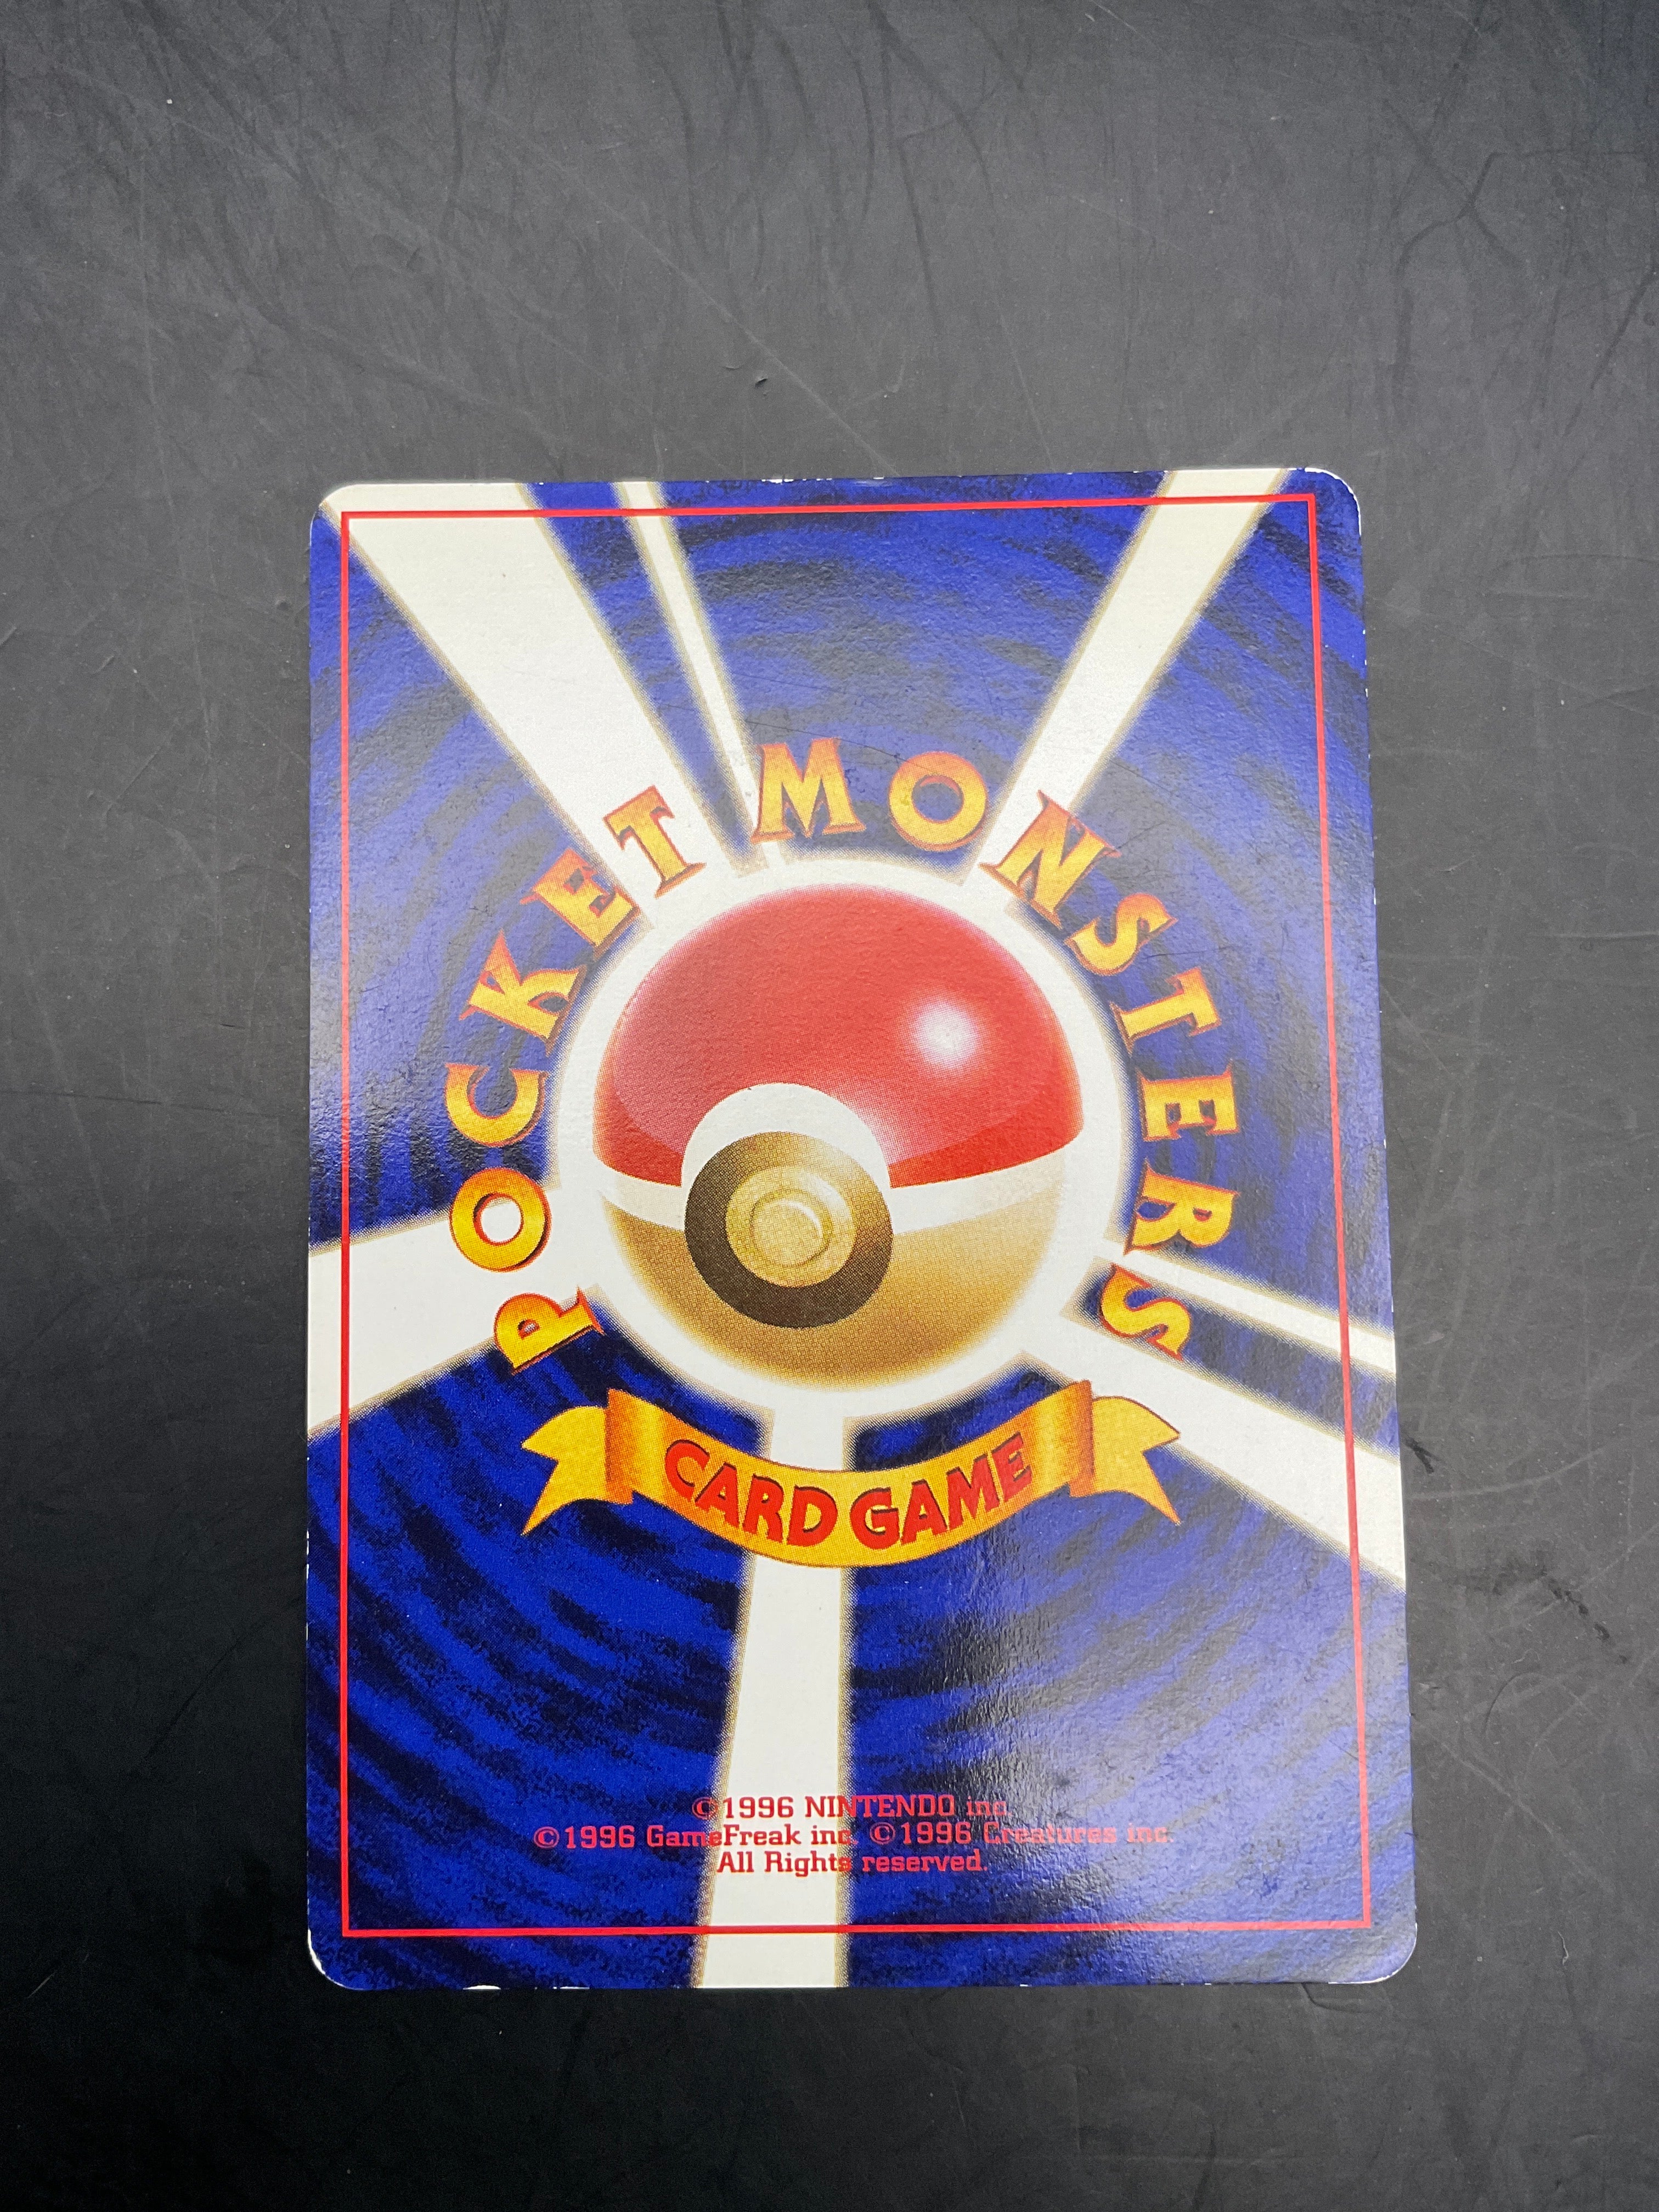 POCKET MONSTERS
CARD GAME
©1996 NINTENDO inc.
©1996 GameFreak inc. ©1996 Creatures inc.
All Rights reserved.